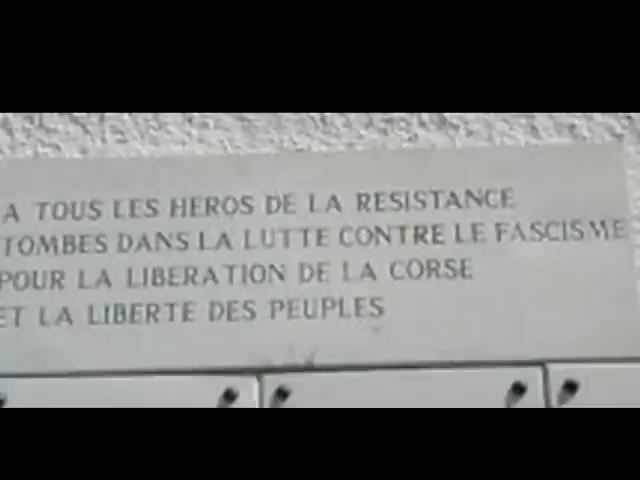 A TOUS LES HEROS DE LA RESISTANCE
TOMBES DANS LA LUTTE CONTRE LE FASCISME
POUR LA LIBERATION DE LA CORSE
ET LA LIBERTE DES PEUPLES